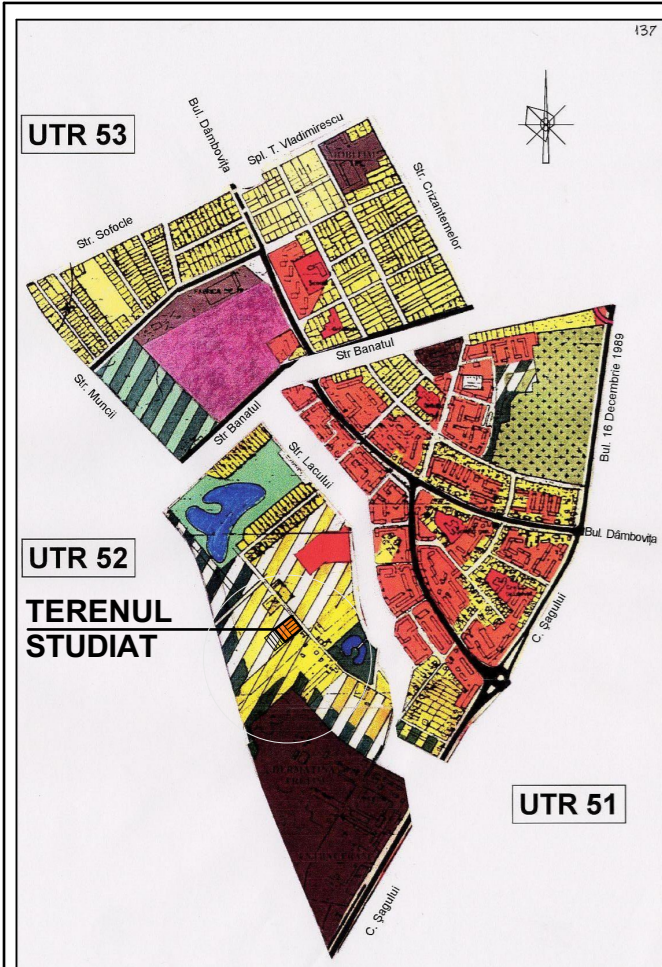 137
UTR 53
Bul. Dâmbovița
Spl. T. Vladimirescu
Str. Crizantemelor
Str. Sofocle
Str. Muncii
Str Banatul
Str Banatul
Bul. 16 Decembrie 1989
Str. Lacului
Bul. Dâmbovița
UTR 52
TERENUL
STUDIAT
C. Șagului
UTR 51
C. Șagului